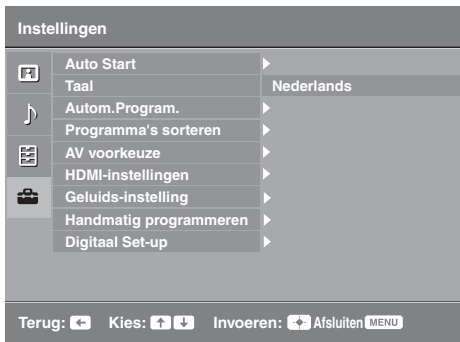 Instellingen
Auto Start
Taal Nederlands
Autom.Program.
Programma's sorteren
AV voorkeuze
HDMI-instellingen
Geluids-instelling
Handmatig programmeren
Digitaal Set-up
Terug: Kies: Invoeren: Afsluiten MENU